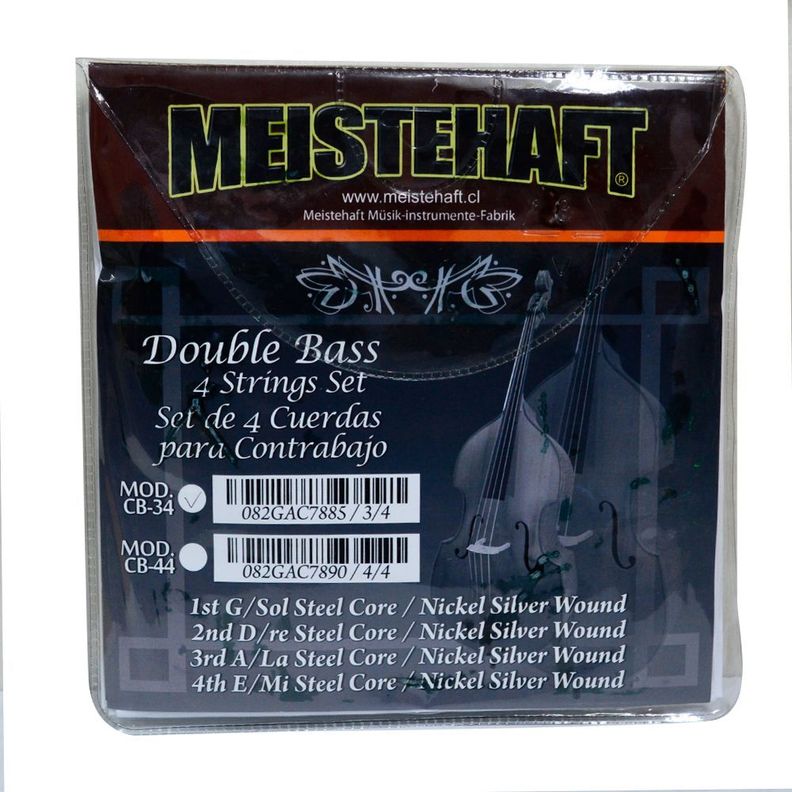 MEISTEHAFT®
www.meistehaft.cl
Meistehaft Müsik-instrumente-Fabrik
Double Bass
4 Strings Set
Set de 4 Cuerdas
para Contrabajo
MOD. CB-34
082GAC7885 / 3/4
MOD. CB-44
082GAC7890 / 4/4
1st G/Sol Steel Core / Nickel Silver Wound
2nd D/re Steel Core / Nickel Silver Wound
3rd A/La Steel Core / Nickel Silver Wound
4th E/Mi Steel Core / Nickel Silver Wound